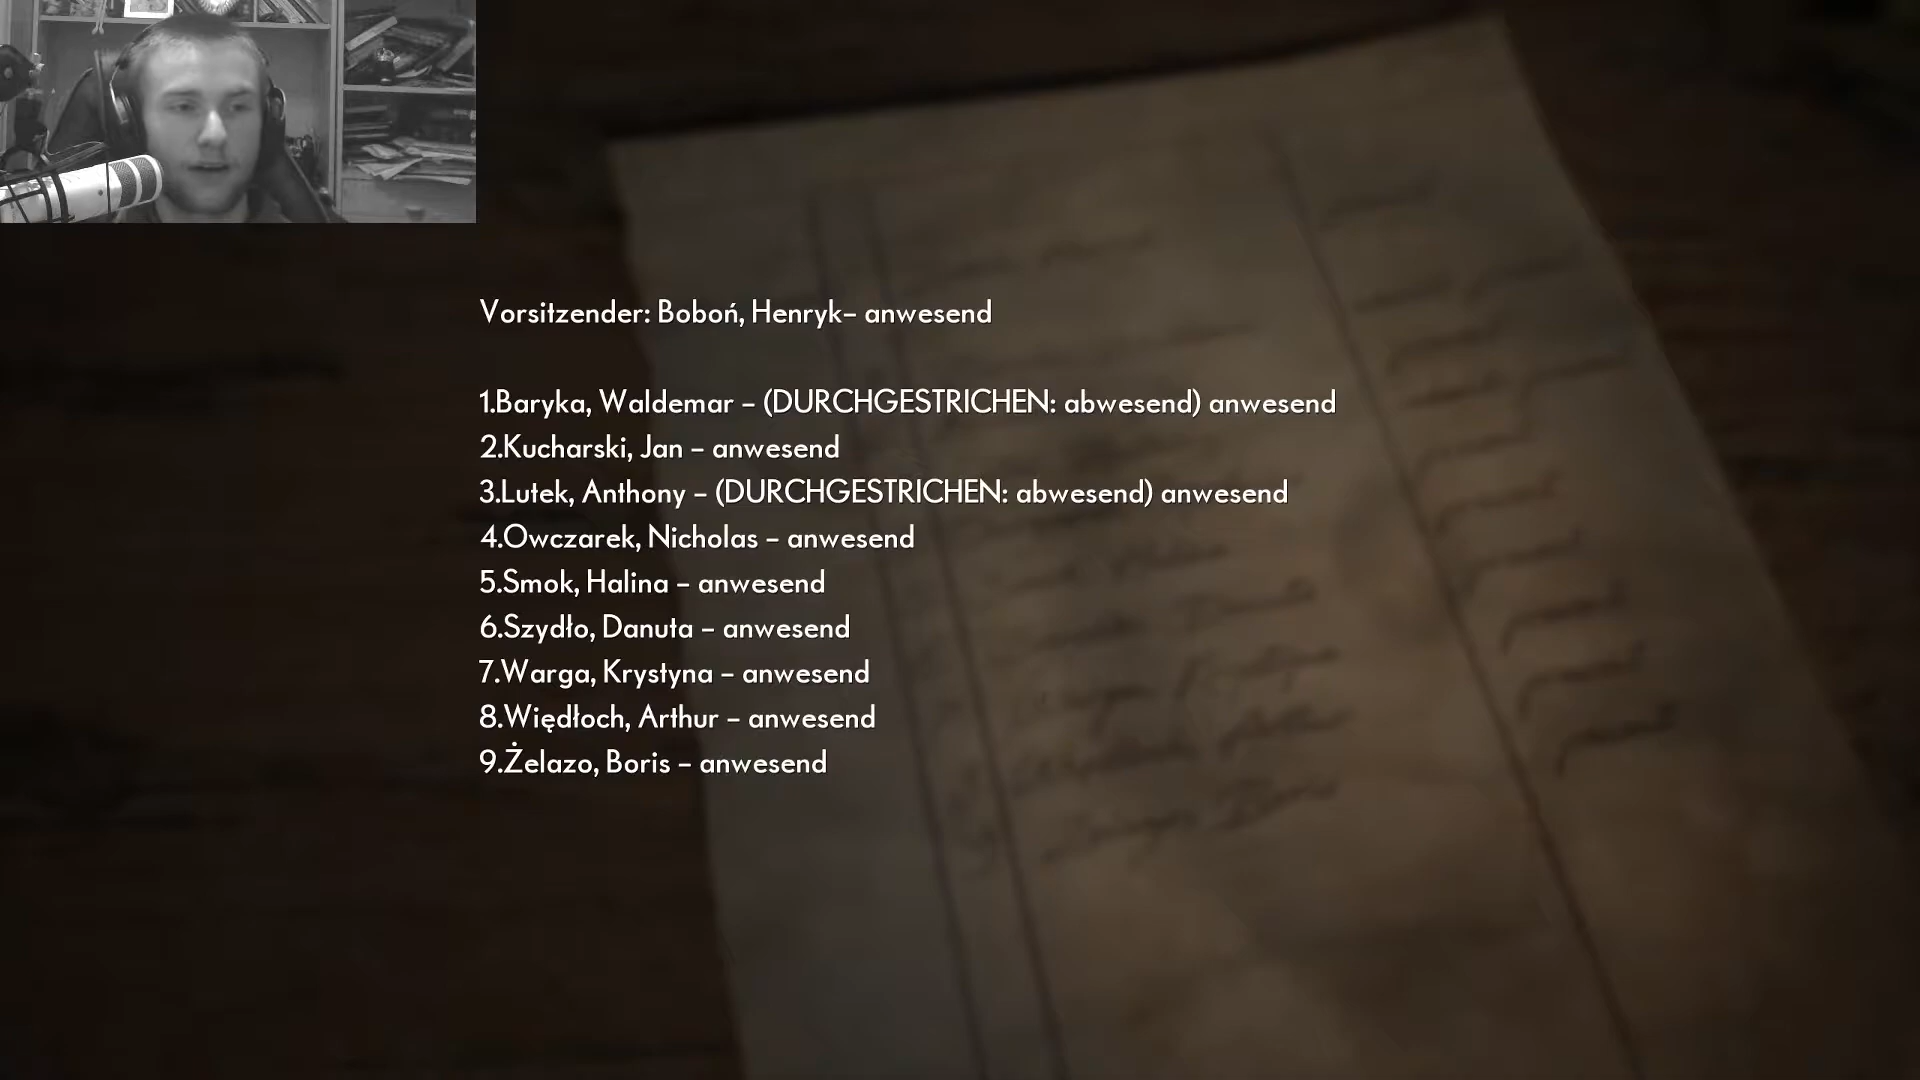 Vorsitzender: Boboń, Henryk– anwesend
1.Baryka, Waldemar – (DURCHGESTRICHEN: abwesend) anwesend
2.Kucharski, Jan – anwesend
3.Lutek, Anthony – (DURCHGESTRICHEN: abwesend) anwesend
4.Owczarek, Nicholas – anwesend
5.Smok, Halina – anwesend
6.Szydło, Danuta – anwesend
7.Warga, Krystyna – anwesend
8.Więdłoch, Arthur – anwesend
9.Żelazo, Boris – anwesend